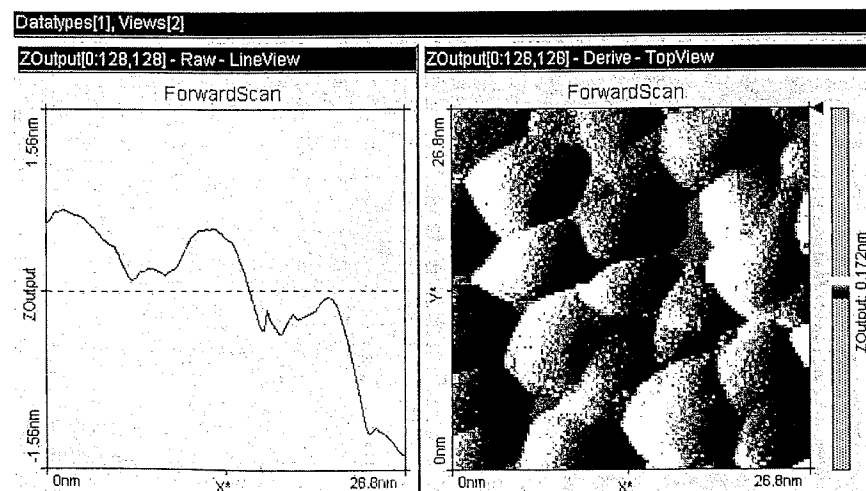 Datatypes[1], Views[2]
ZOutput[0:128,128] - Raw - LineView
ForwardScan
1.56nm
ZOutput
-1.56nm
0nm
X*
26.8nm
ZOutput[0:128,128] - Derive - TopView
ForwardScan
26.8nm
Y*
0nm
0nm
X*
26.8nm
ZOutput 0.172nm